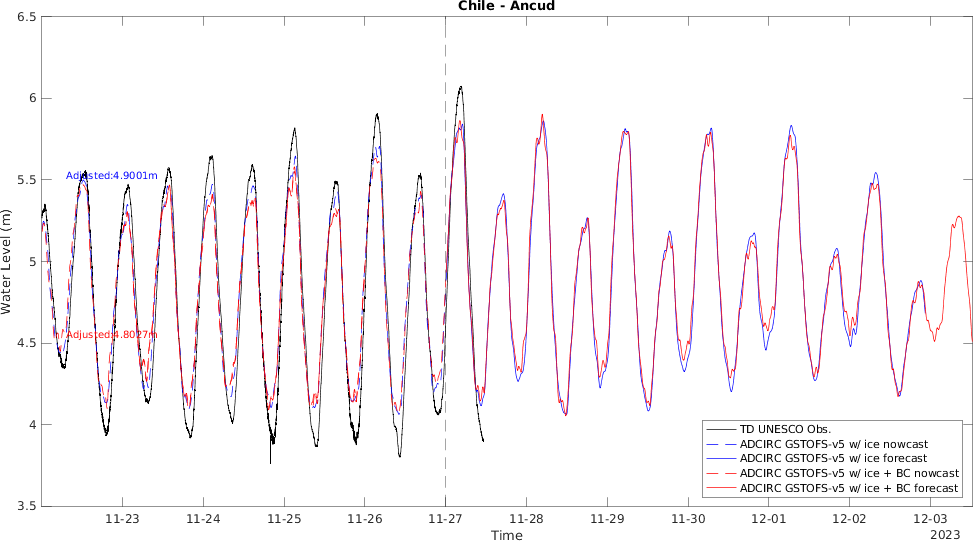 Chile - Ancud
6.5
6
5.5
5
4.5
4
3.5
Water Level (m)
Adjusted:4.9001m
Adjusted:4.8027m
TD UNESCO Obs.
ADCIRC GSTOFS-v5 w/ ice nowcast
ADCIRC GSTOFS-v5 w/ ice forecast
ADCIRC GSTOFS-v5 w/ ice + BC nowcast
ADCIRC GSTOFS-v5 w/ ice + BC forecast
11-23 11-24 11-25 11-26 11-27 11-28 11-29 11-30 12-01 12-02 12-03
Time
2023